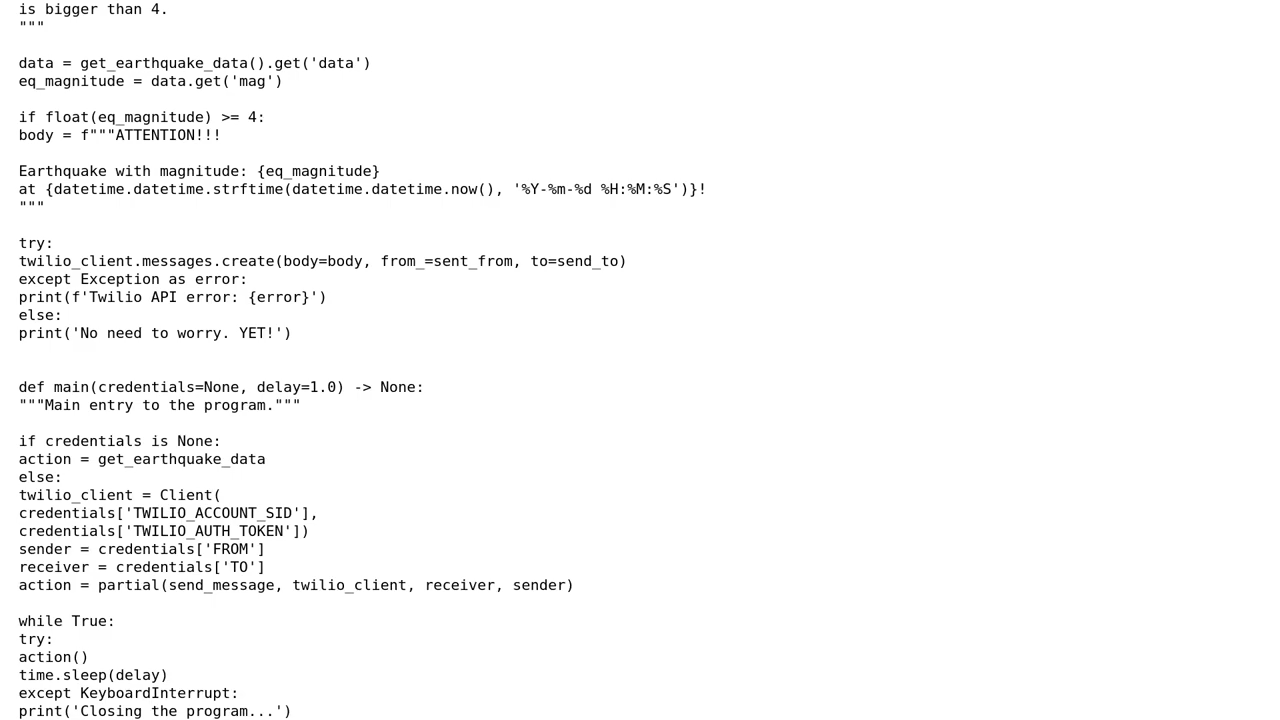 is bigger than 4.
"""
data = get_earthquake_data().get('data')
eq_magnitude = data.get('mag')
if float(eq_magnitude) >= 4:
body = f"""ATTENTION!!!
Earthquake with magnitude: {eq_magnitude}
at {datetime.datetime.strftime(datetime.datetime.now(), '%Y-%m-%d %H:%M:%S')}!
"""
try:
twilio_client.messages.create(body=body, from_=sent_from, to=send_to)
except Exception as error:
print(f'Twilio API error: {error}')
else:
print('No need to worry. YET!')
def main(credentials=None, delay=1.0) -> None:
"""Main entry to the program."""
if credentials is None:
action = get_earthquake_data
else:
twilio_client = Client(
credentials['TWILIO_ACCOUNT_SID'],
credentials['TWILIO_AUTH_TOKEN'])
sender = credentials['FROM']
receiver = credentials['TO']
action = partial(send_message, twilio_client, receiver, sender)
while True:
try:
action()
time.sleep(delay)
except KeyboardInterrupt:
print('Closing the program...')